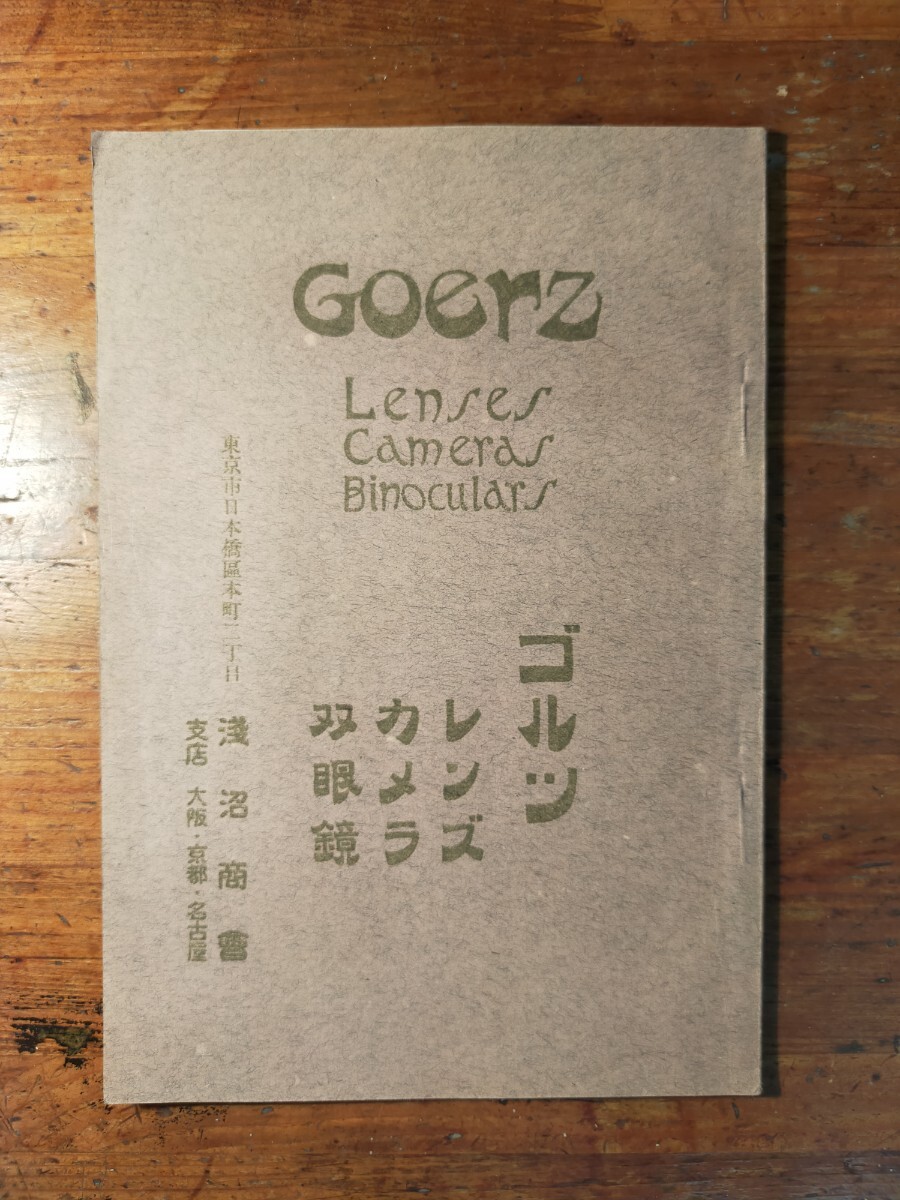 Goerz
Lenses
Cameras
Binoculars
ゴルツ
レンズ
カメラ
双眼鏡
東京市日本橋區本町二丁目
淺沼商會
支店 大阪・京都・名古屋